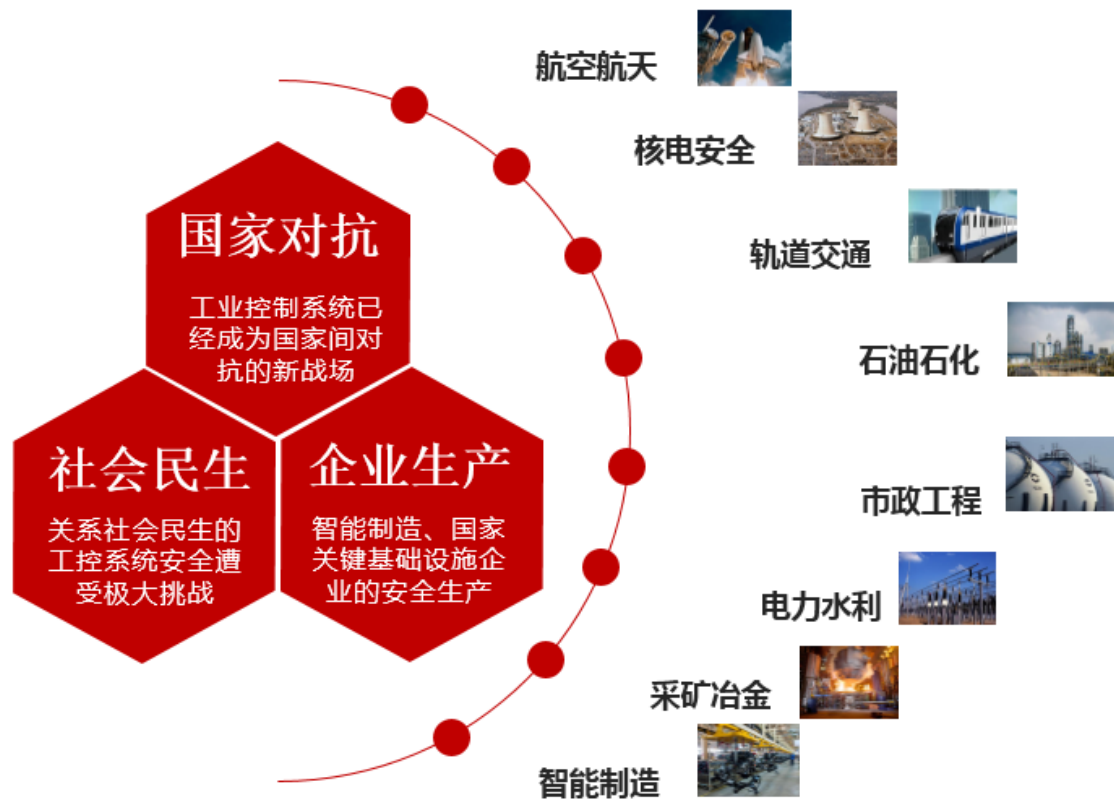 国家对抗
工业控制系统已
经成为国家间对
抗的新战场
社会民生
关系社会民生的
工控系统安全遭
受极大挑战
企业生产
智能制造、国家
关键基础设施企
业的安全生产
航空航天
核电安全
轨道交通
石油石化
市政工程
电力水利
采矿冶金
智能制造